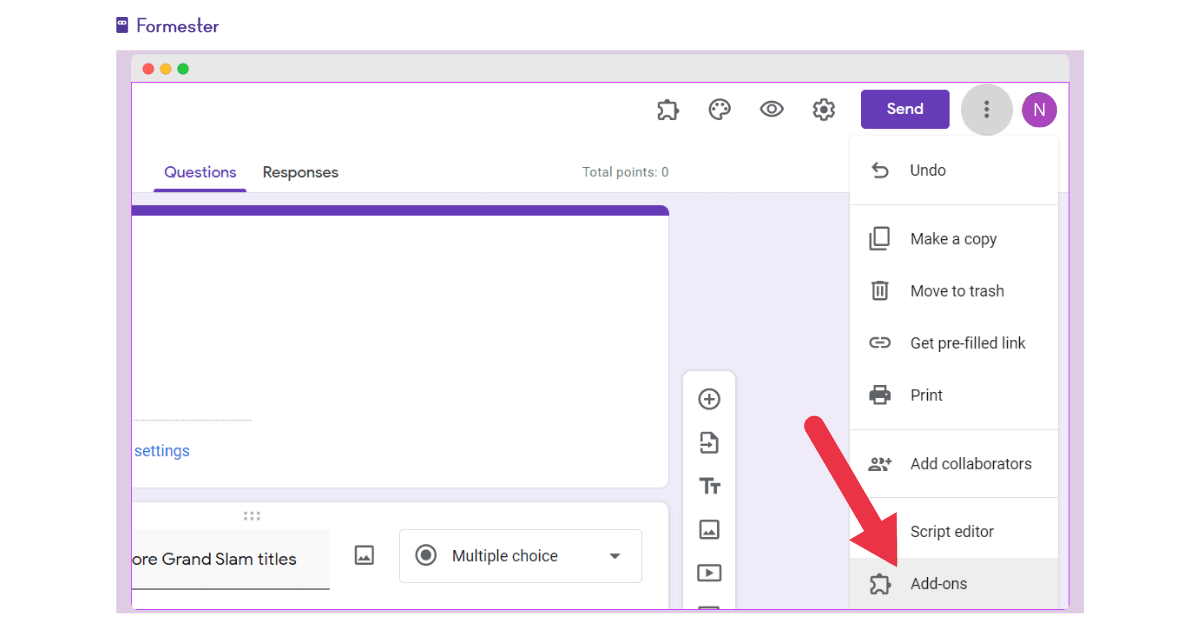 Formester
Send
N
Questions
Responses
Total points: 0
Undo
Make a copy
Move to trash
Get pre-filled link
Print
settings
Add collaborators
Script editor
ore Grand Slam titles
Multiple choice
Add-ons